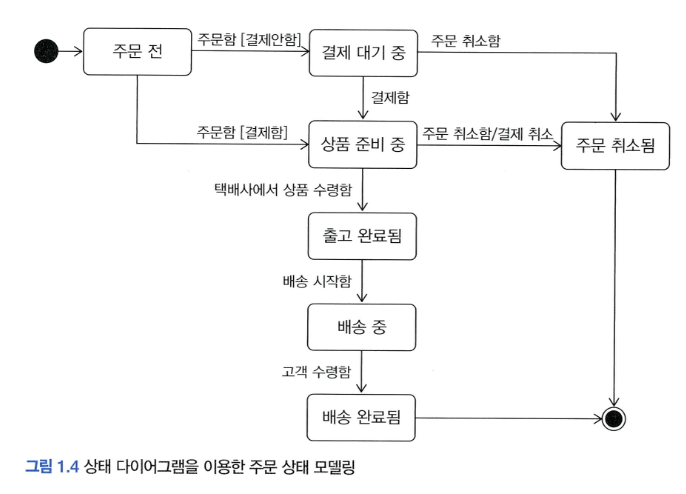 주문함 [결제안함]
주문 취소함
주문 전
결제 대기 중
결제함
주문함 [결제함]
주문 취소함/결제 취소
상품 준비 중
주문 취소됨
택배사에서 상품 수령함
출고 완료됨
배송 시작함
배송 중
고객 수령함
배송 완료됨
그림 1.4 상태 다이어그램을 이용한 주문 상태 모델링